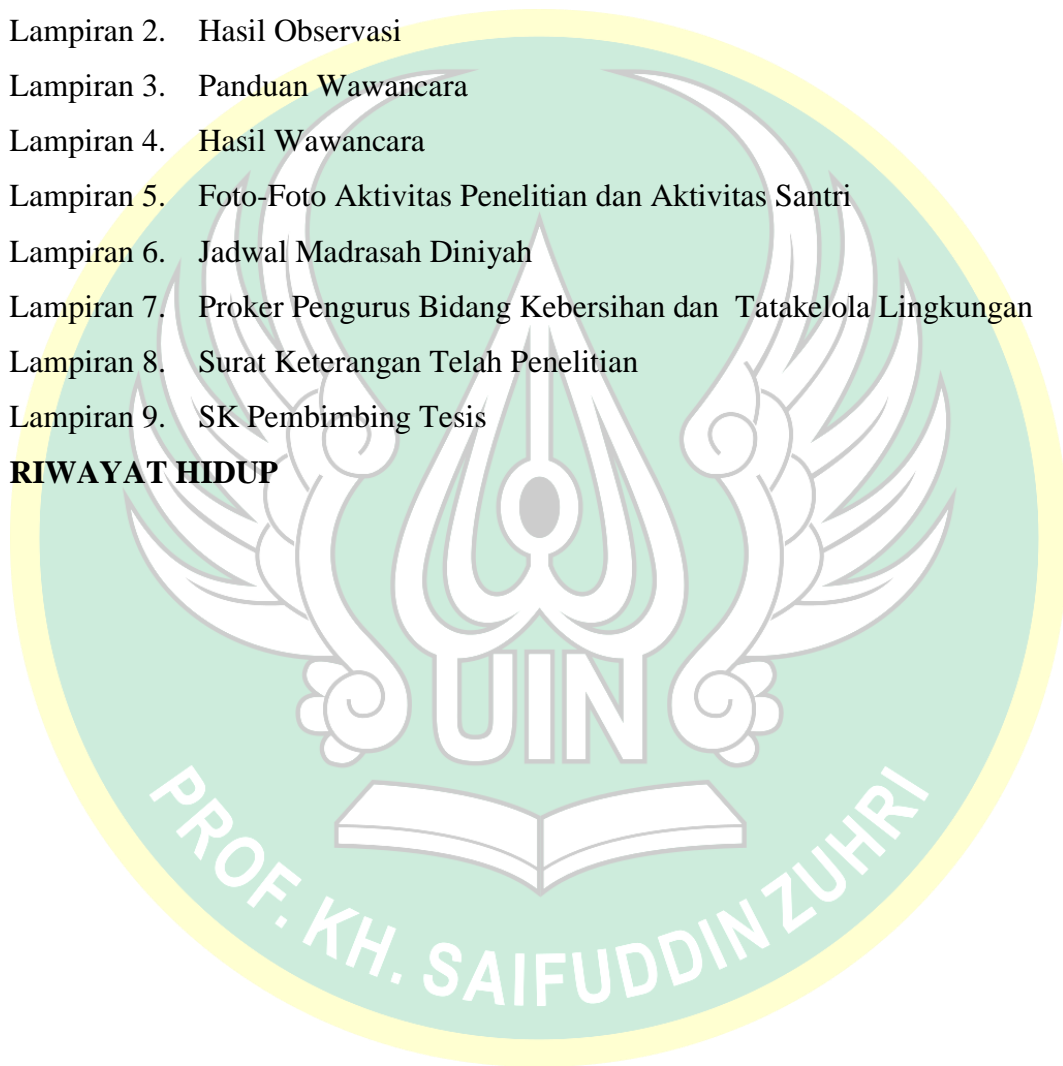 Lampiran 2. Hasil Observasi
Lampiran 3. Panduan Wawancara
Lampiran 4. Hasil Wawancara
Lampiran 5. Foto-Foto Aktivitas Penelitian dan Aktivitas Santri
Lampiran 6. Jadwal Madrasah Diniyah
Lampiran 7. Proker Pengurus Bidang Kebersihan dan Tatakelola Lingkungan
Lampiran 8. Surat Keterangan Telah Penelitian
Lampiran 9. SK Pembimbing Tesis
RIWAYAT HIDUP
UIN
PROF. KH. SAIFUDDIN ZUHRI